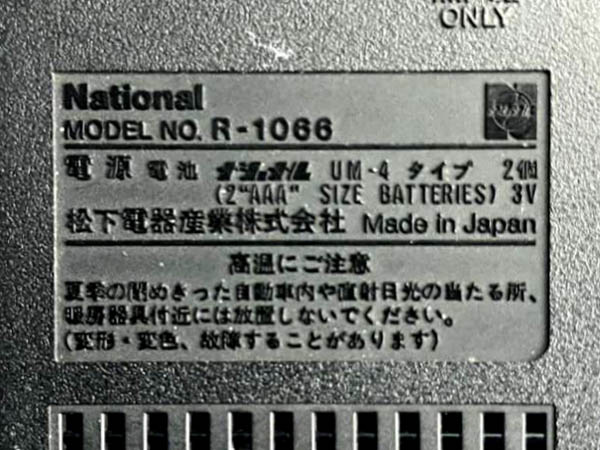 ONLY
National
MODEL NO. R-1066
電源 電池 ナショナル UM-4 タイプ 2個
(2"AAA" SIZE BATTERIES) 3V
松下電器産業株式会社 Made in Japan
高温にご注意
夏季の閉めきった自動車内や直射日光の当たる所、
暖房器具付近には放置しないでください。
(変形・変色、故障することがあります)